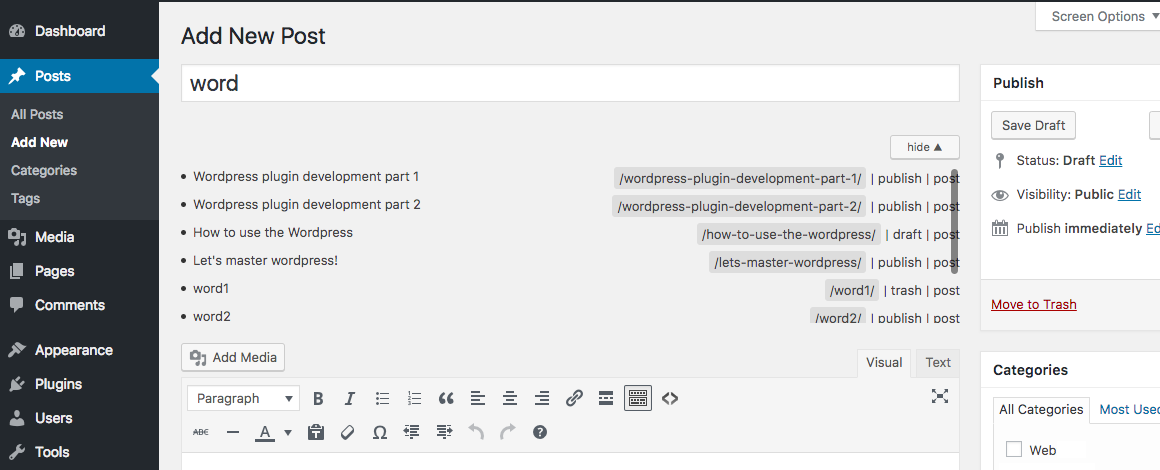 Dashboard
Posts
All Posts
Add New
Categories
Tags
Media
Pages
Comments
Appearance
Plugins
Users
Tools
Screen Options ▼
Add New Post
word
hide ▲
• Wordpress plugin development part 1 /wordpress-plugin-development-part-1/ | publish | post
• Wordpress plugin development part 2 /wordpress-plugin-development-part-2/ | publish | post
• How to use the Wordpress /how-to-use-the-wordpress/ | draft | post
• Let's master wordpress! /lets-master-wordpress/ | publish | post
• word1 /word1/ | trash | post
• word2 /word2/ | publish | post
Add Media
Visual Text
Paragraph ▼ B I
ABC A ▼ Ω ?
Publish
Save Draft
Status: Draft Edit
Visibility: Public Edit
Publish immediately Ed
Move to Trash
Categories
All Categories Most Used
Web